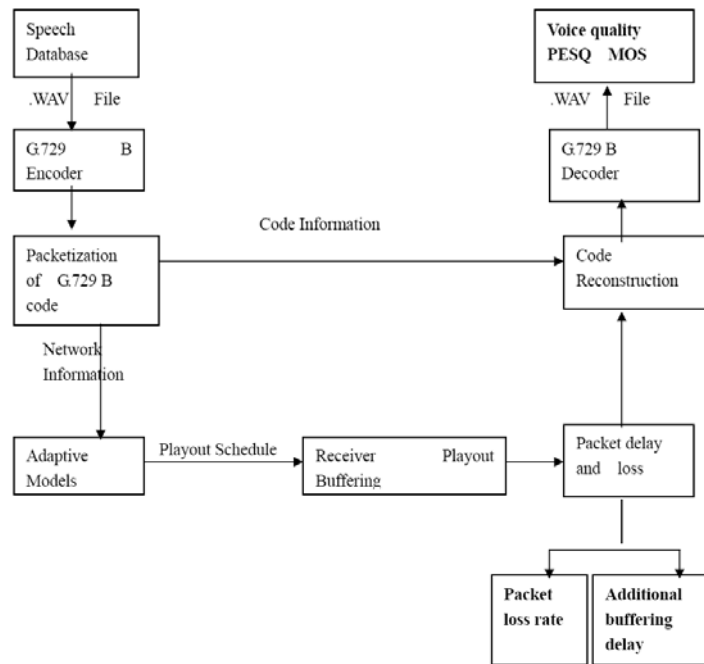 Speech
Database
Voice quality
PESQ MOS
.WAV File
.WAV File
G.729 B
Encoder
G.729 B
Decoder
Code Information
Packetization
of G.729 B
code
Code
Reconstruction
Network
Information
Adaptive
Models
Playout Schedule
Receiver Playout
Buffering
Packet delay
and loss
Packet
loss rate
Additional
buffering
delay